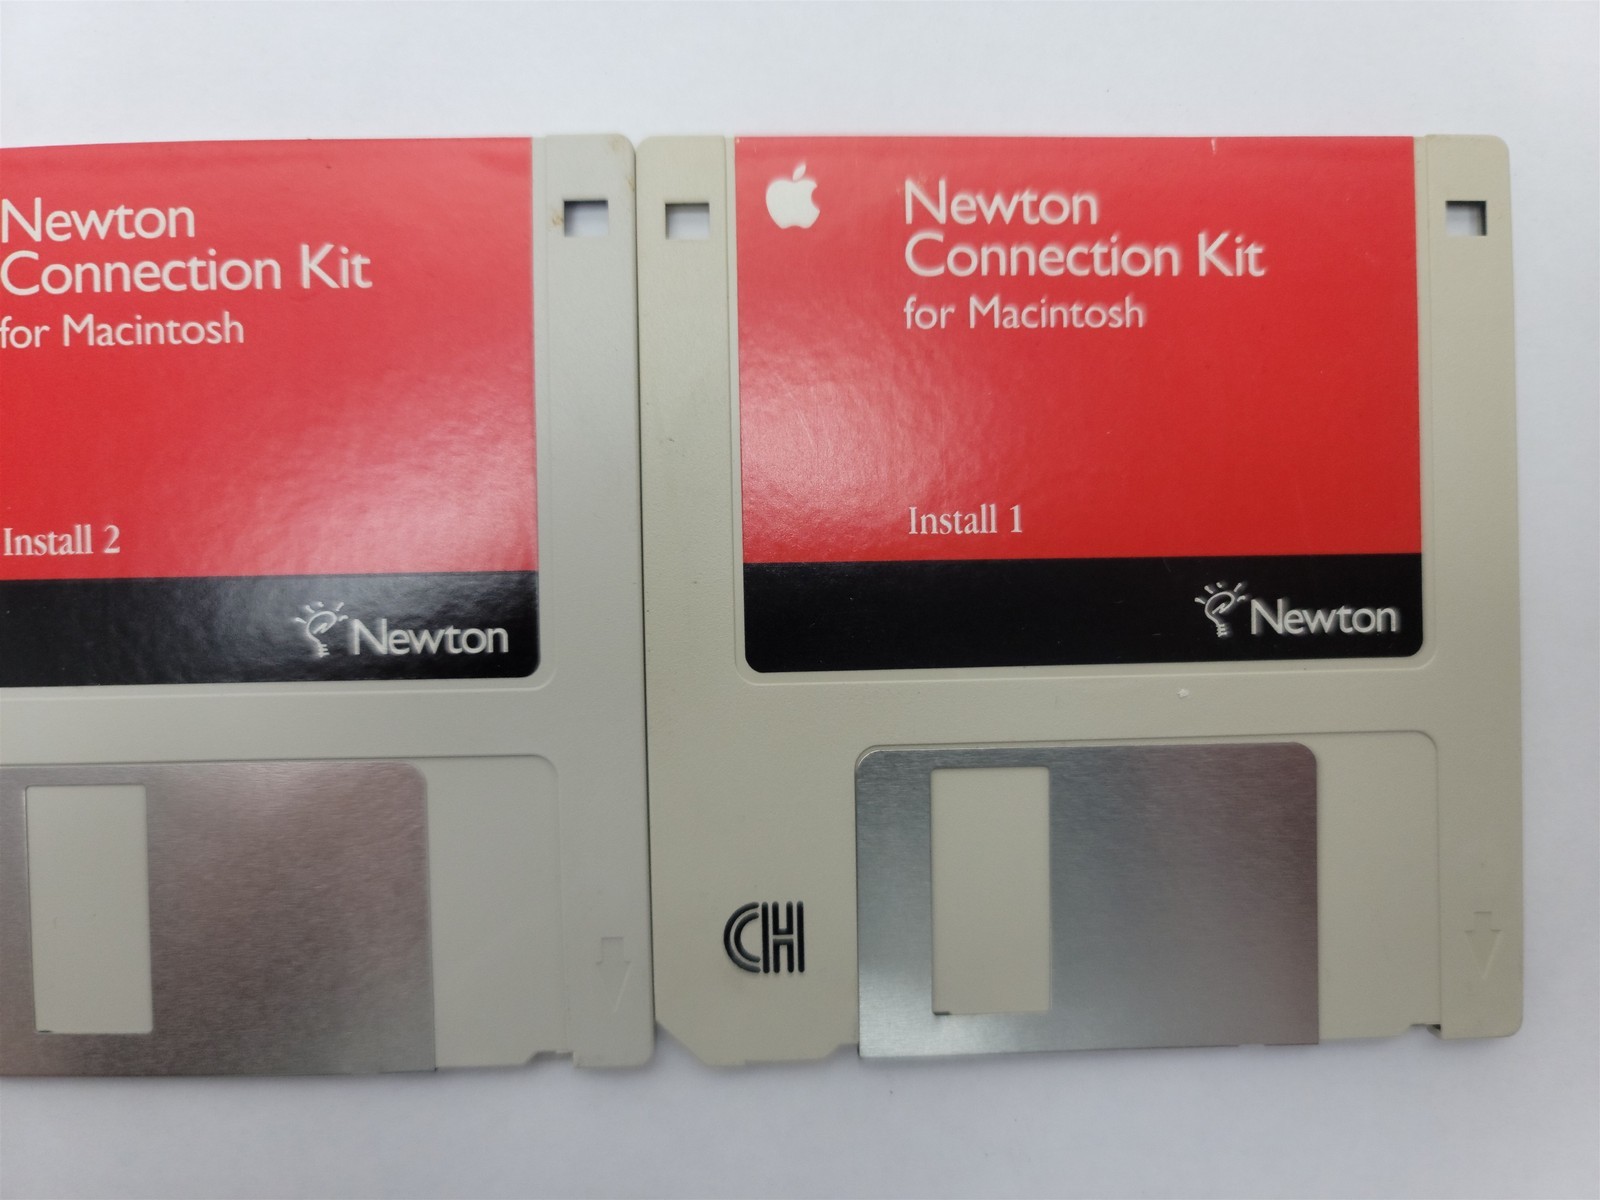 Newton
Connection Kit
for Macintosh
Install 2
Newton
Newton
Connection Kit
for Macintosh
Install 1
Newton
CH